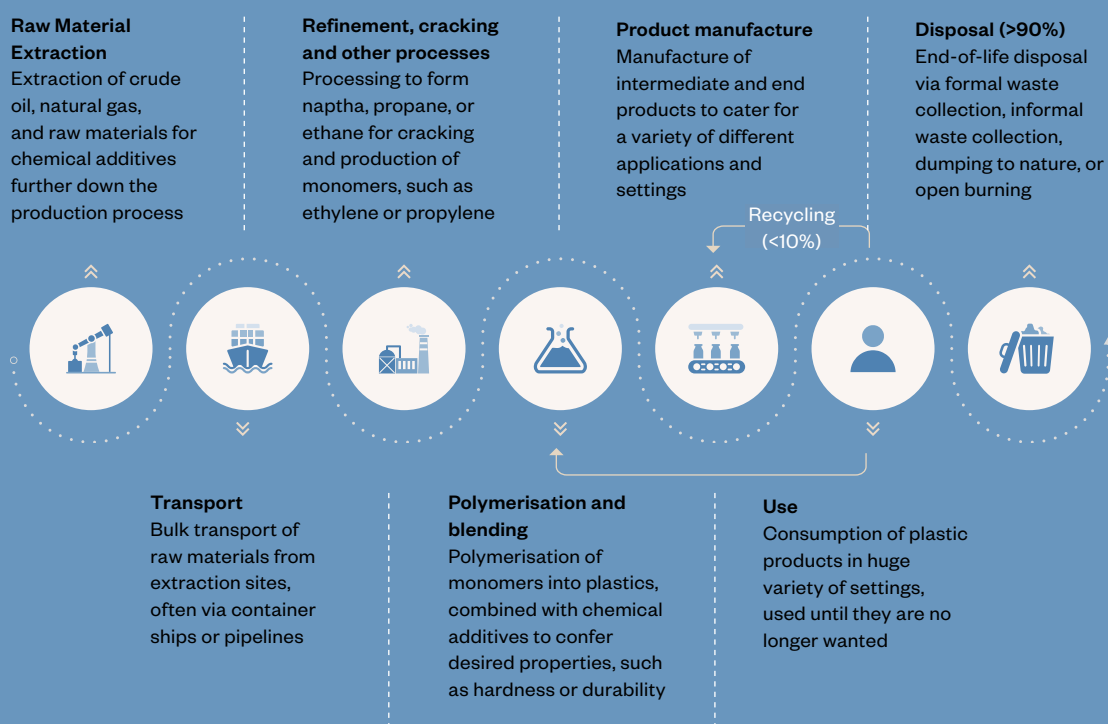 Raw Material
Extraction
Extraction of crude
oil, natural gas,
and raw materials for
chemical additives
further down the
production process
Refinement, cracking
and other processes
Processing to form
naptha, propane, or
ethane for cracking
and production of
monomers, such as
ethylene or propylene
Product manufacture
Manufacture of
intermediate and end
products to cater for
a variety of different
applications and
settings
Disposal (>90%)
End-of-life disposal
via formal waste
collection, informal
waste collection,
dumping to nature, or
open burning
Recycling
(<10%)
Transport
Bulk transport of
raw materials from
extraction sites,
often via container
ships or pipelines
Polymerisation and
blending
Polymerisation of
monomers into plastics,
combined with chemical
additives to confer
desired properties, such
as hardness or durability
Use
Consumption of plastic
products in huge
variety of settings,
used until they are no
longer wanted